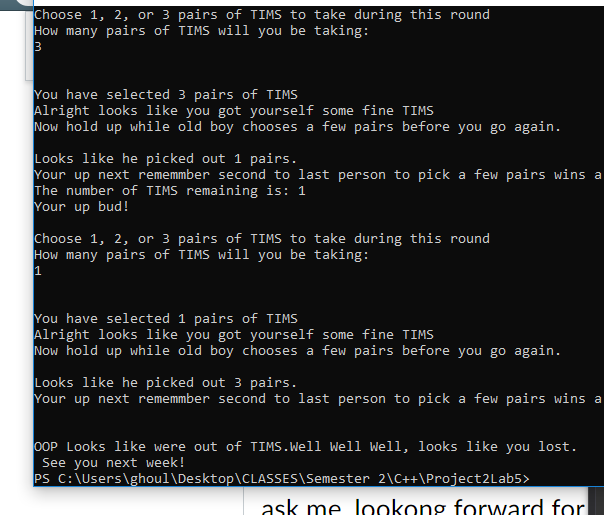 Choose 1, 2, or 3 pairs of TIMS to take during this round
How many pairs of TIMS will you be taking:
3
You have selected 3 pairs of TIMS
Alright looks like you got yourself some fine TIMS
Now hold up while old boy chooses a few pairs before you go again.
Looks like he picked out 1 pairs.
Your up next rememmber second to last person to pick a few pairs wins a
The number of TIMS remaining is: 1
Your up bud!
Choose 1, 2, or 3 pairs of TIMS to take during this round
How many pairs of TIMS will you be taking:
1
You have selected 1 pairs of TIMS
Alright looks like you got yourself some fine TIMS
Now hold up while old boy chooses a few pairs before you go again.
Looks like he picked out 3 pairs.
Your up next rememmber second to last person to pick a few pairs wins a
OOP Looks like were out of TIMS.Well Well Well, looks like you lost.
See you next week!
PS C:\Users\ghoul\Desktop\CLASSES\Semester 2\C++\Project2Lab5>
ask me, lookong forward for